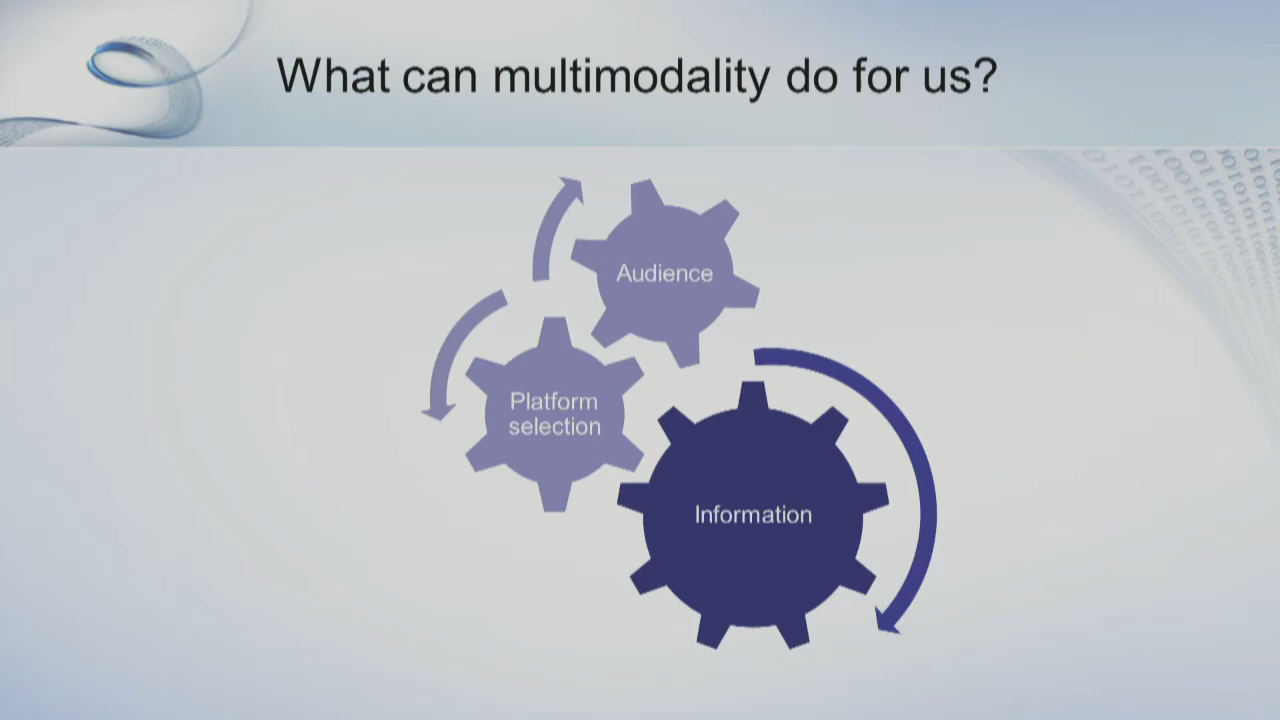 What can multimodality do for us?
Audience
Platform
selection
Information